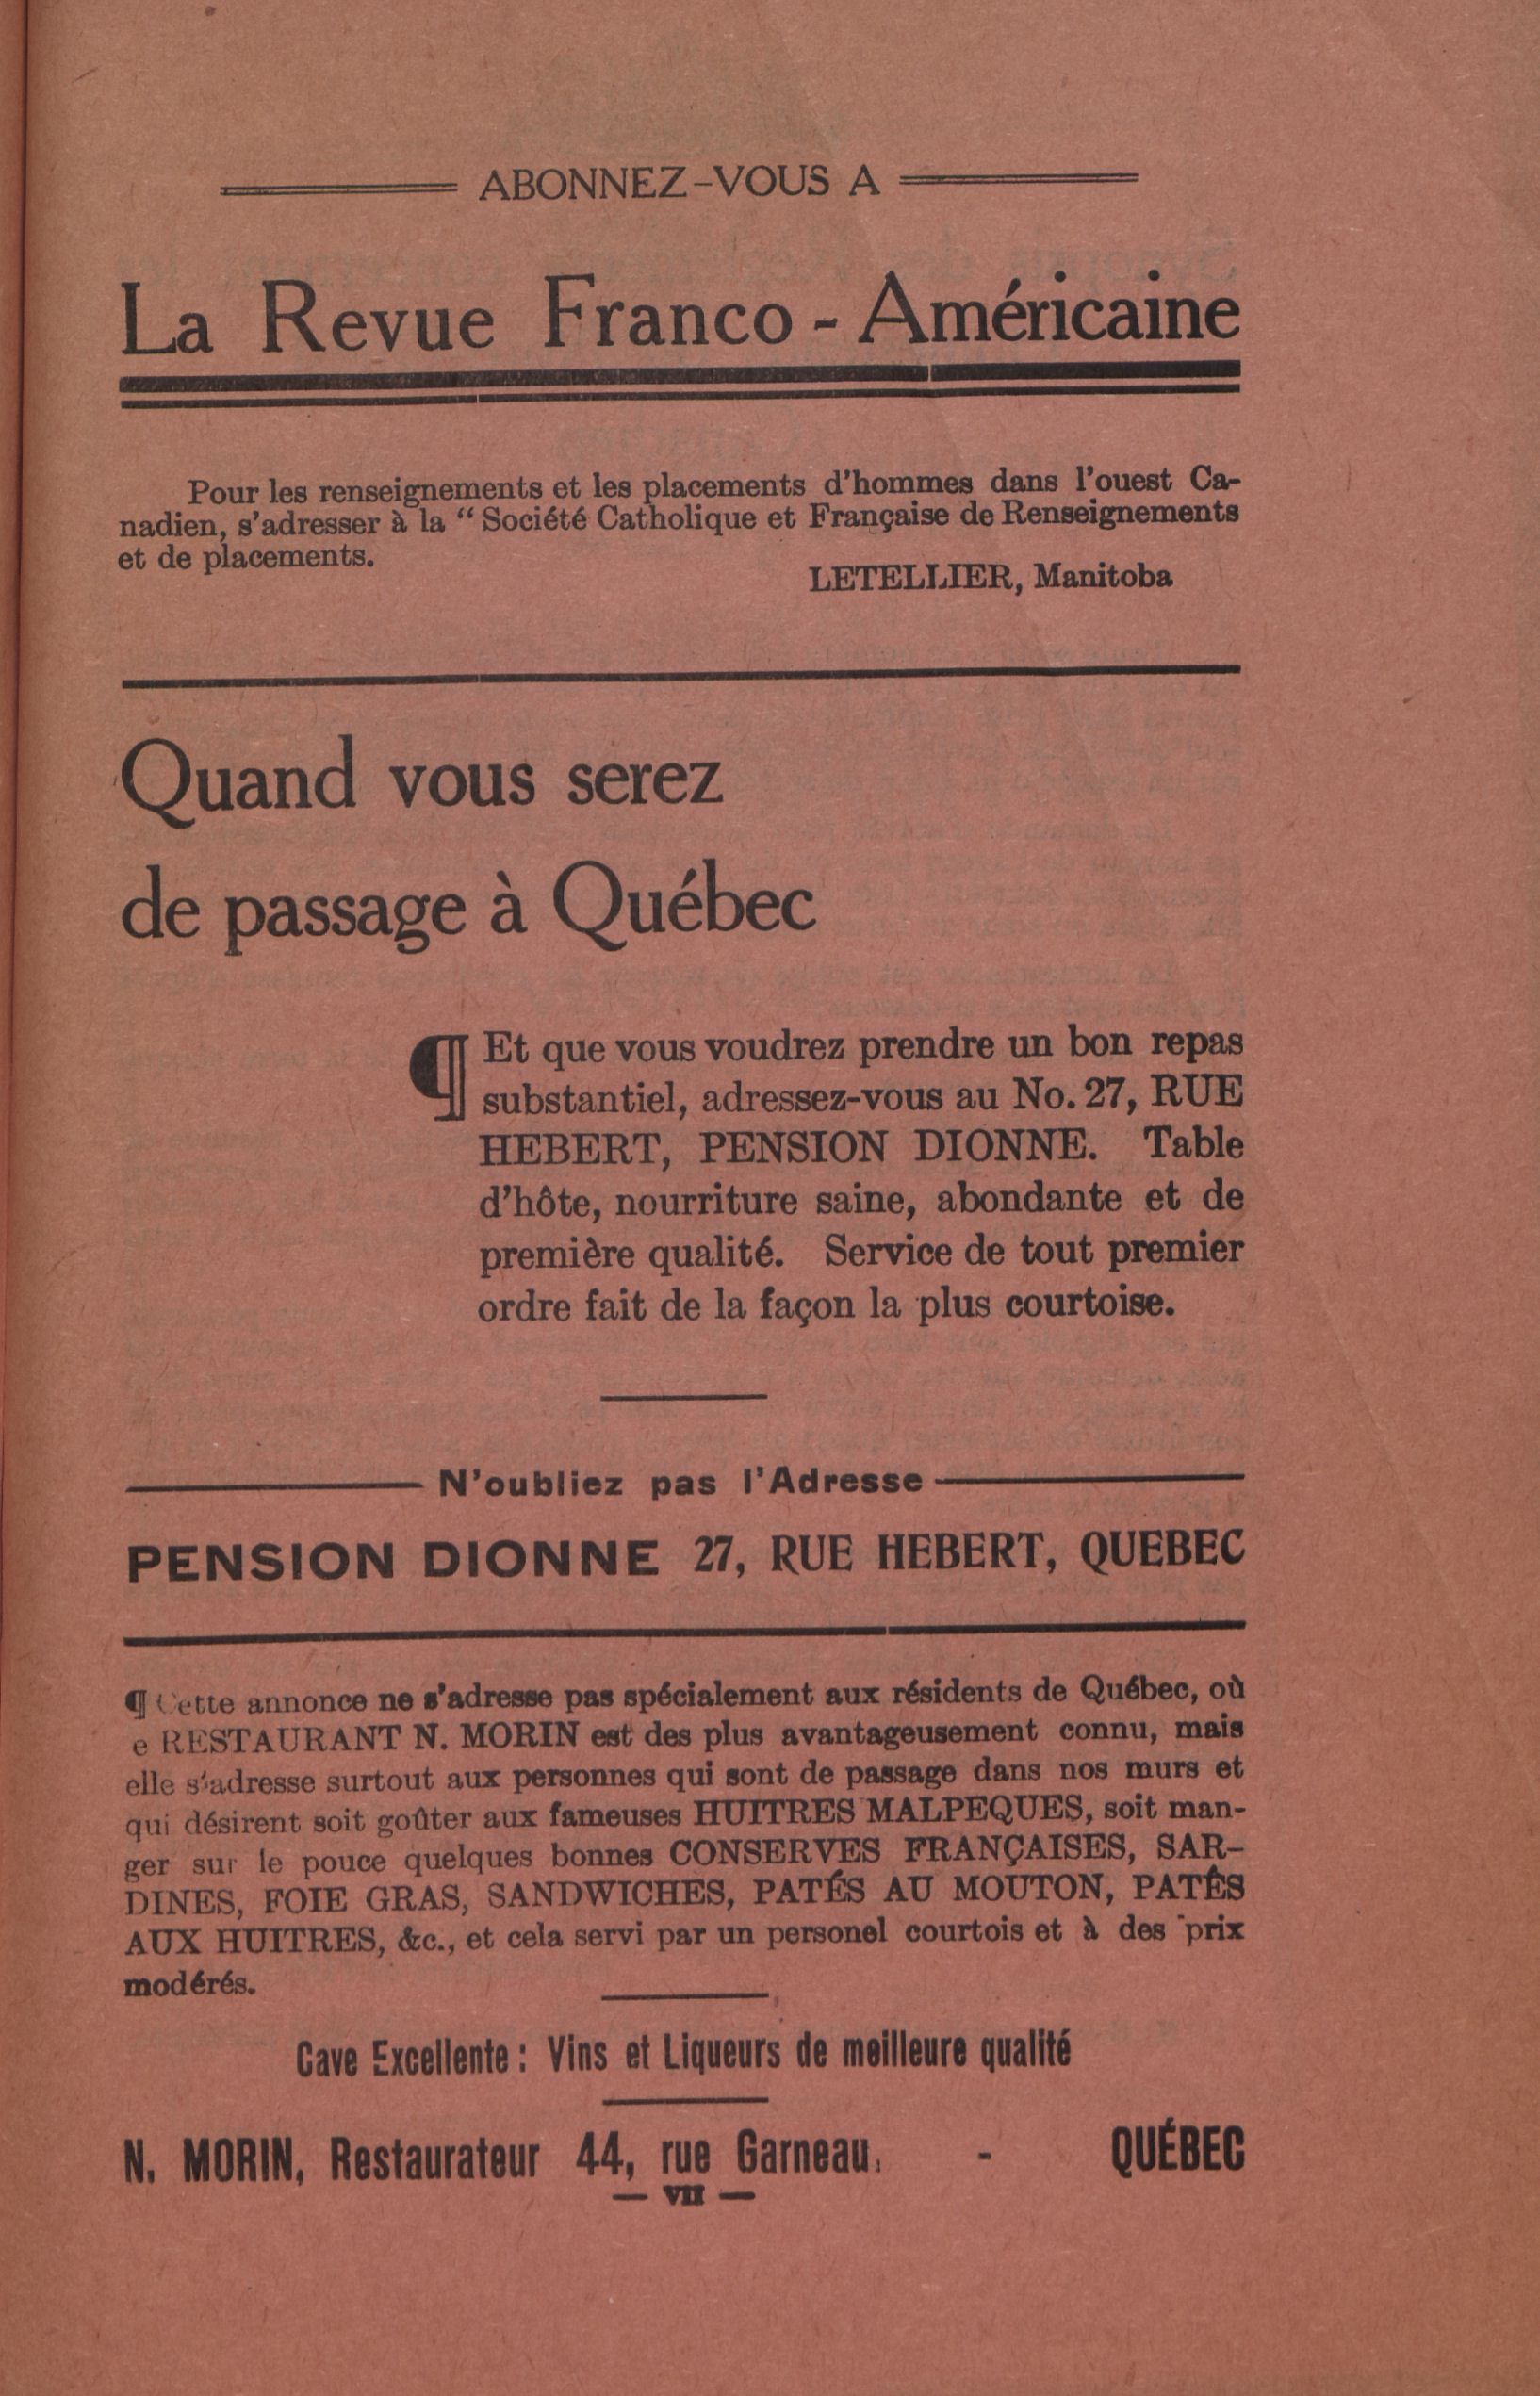 ABONNEZ-VOUS A
La Revue Franco-Américaine
Pour les renseignements et les placements d'hommes dans l'ouest Ca-
nadien, s'adresser à la “ Société Catholique et Française de Renseignements
et de placements.
LETELLIER, Manitoba
Quand vous serez
de passage à Québec
¶ Et que vous voudrez prendre un bon repas
substantiel, adressez-vous au No. 27, RUE
HEBERT, PENSION DIONNE. Table
d'hôte, nourriture saine, abondante et de
première qualité. Service de tout premier
ordre fait de la façon la plus courtoise.
N'oubliez pas l'Adresse
PENSION DIONNE 27, RUE HEBERT, QUEBEC
¶ Cette annonce ne s'adresse pas spécialement aux résidents de Québec, où
e RESTAURANT N. MORIN est des plus avantageusement connu, mais
elle s'adresse surtout aux personnes qui sont de passage dans nos murs et
qui désirent soit goûter aux fameuses HUITRES MALPEQUES, soit man-
ger sur le pouce quelques bonnes CONSERVES FRANÇAISES, SAR-
DINES, FOIE GRAS, SANDWICHES, PATÉS AU MOUTON, PATÊS
AUX HUITRES, &c., et cela servi par un personel courtois et à des prix
modérés.
Cave Excellente : Vins et Liqueurs de meilleure qualité
N. MORIN, Restaurateur 44, rue Garneau. - QUÉBEC
— VII —